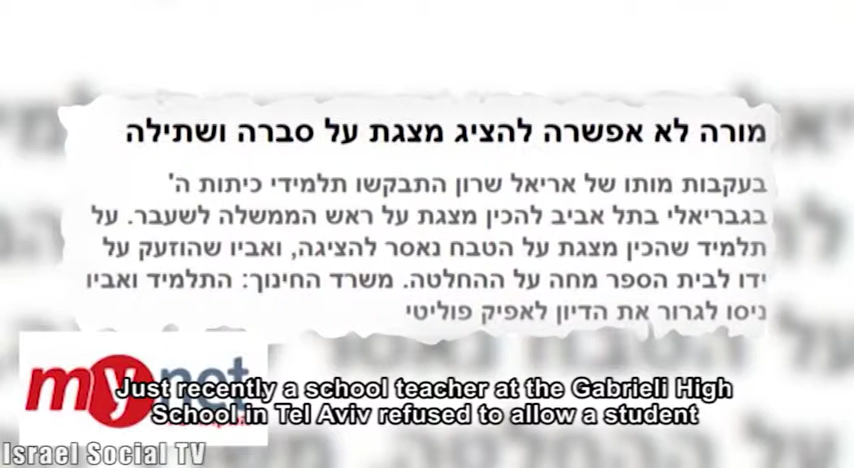 מורה לא אפשרה להציג מצגת על סברה ושתילה
בעקבות מותו של אריאל שרון התבקשו תלמידי כיתות ה'
בגבריאלי בתל אביב להכין מצגת על ראש הממשלה לשעבר. על
תלמיד שהכין מצגת על הטבח נאסר להציגה, ואביו שהוזעק על
ידו לבית הספר מחה על ההחלטה. משרד החינוך: התלמיד ואביו
ניסו לגרור את הדיון לאפיק פוליטי
mynet
Just recently a school teacher at the Gabrieli High
School in Tel Aviv refused to allow a student
Israel Social TV